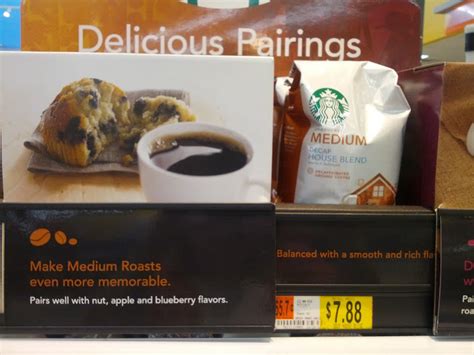 Delicious Pairings
MEDIUM
DECAF
HOUSE BLEND
Make Medium Roasts
even more memorable.
Pairs well with nut, apple and blueberry flavors.
Balanced with a smooth and rich fla
57¢
$7.88